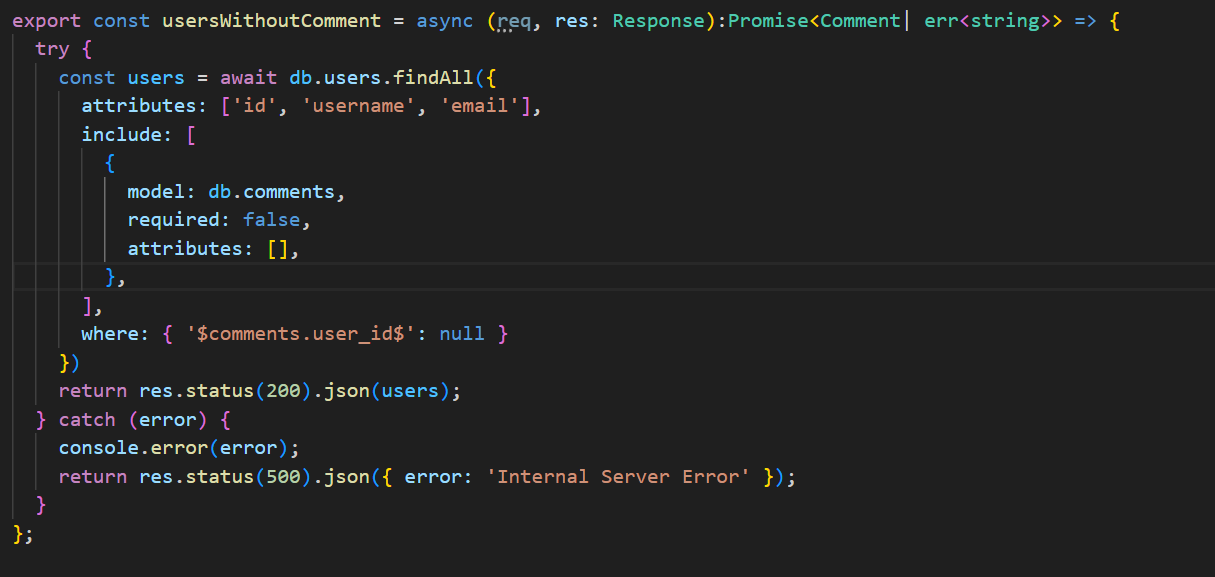 export const usersWithoutComment = async (req, res: Response):Promise<Comment| err<string>> => {
try {
const users = await db.users.findAll({
attributes: ['id', 'username', 'email'],
include: [
{
model: db.comments,
required: false,
attributes: [],
},
],
where: { '$comments.user_id$': null }
})
return res.status(200).json(users);
} catch (error) {
console.error(error);
return res.status(500).json({ error: 'Internal Server Error' });
}
};